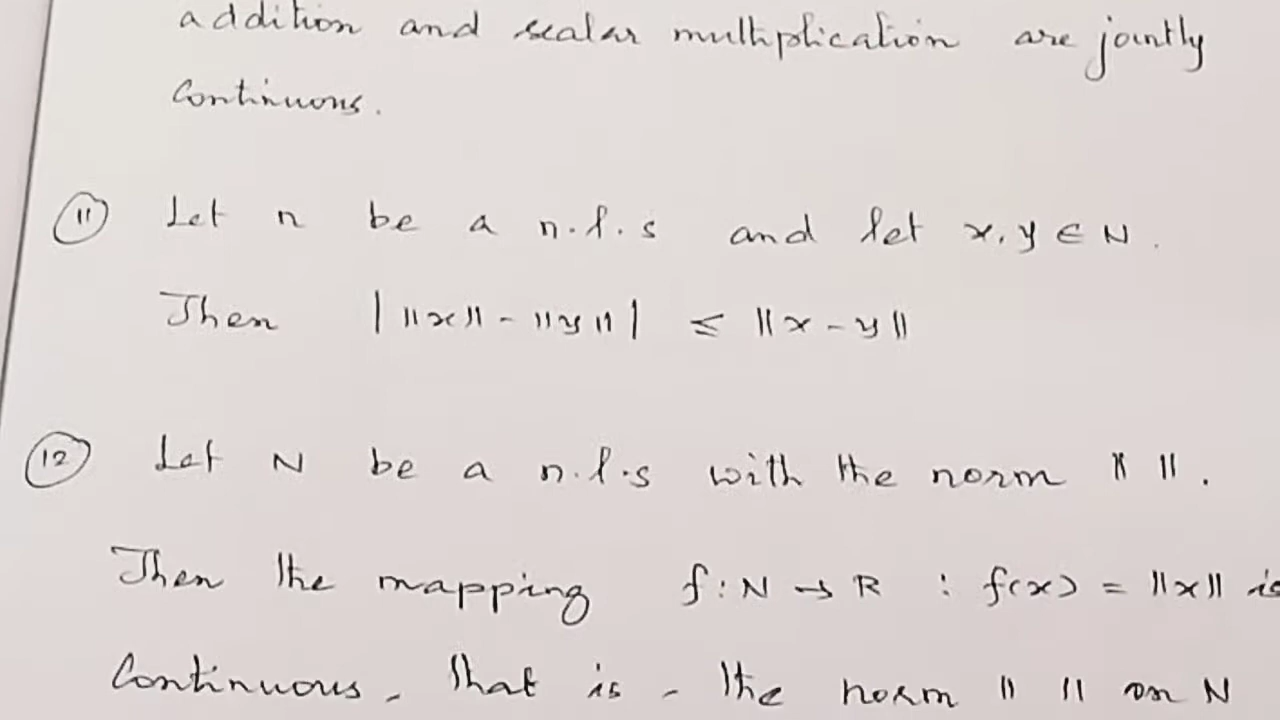 addition and scalar multiplication are jointly
Continuous.
11 Let n be a n.l.s and let x, y ∈ N.
Then | ||x|| - ||y|| | ≤ ||x - y||
12 Let N be a n.l.s with the norm || ||.
Then the mapping f : N → R : f(x) = ||x|| is
Continuous. That is - the norm || || on N